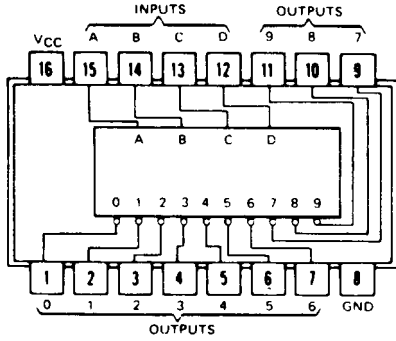 INPUTS OUTPUTS
VCC A B C D 9 8 7
16 15 14 13 12 11 10 9
A B C D
0 1 2 3 4 5 6 7 8 9
1 2 3 4 5 6 7 8
0 1 2 3 4 5 6 GND
OUTPUTS